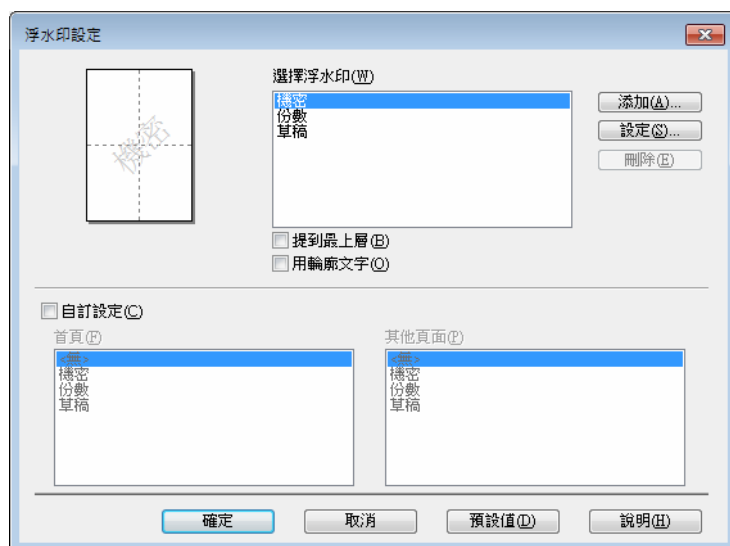 浮水印設定
機密
選擇浮水印(W)
機密
份數
草稿
添加(A)...
設定(S)...
刪除(E)
提到最上層(B)
用輪廓文字(O)
自訂設定(C)
首頁(F)
<無>
機密
份數
草稿
其他頁面(P)
<無>
機密
份數
草稿
確定
取消
預設值(D)
說明(H)